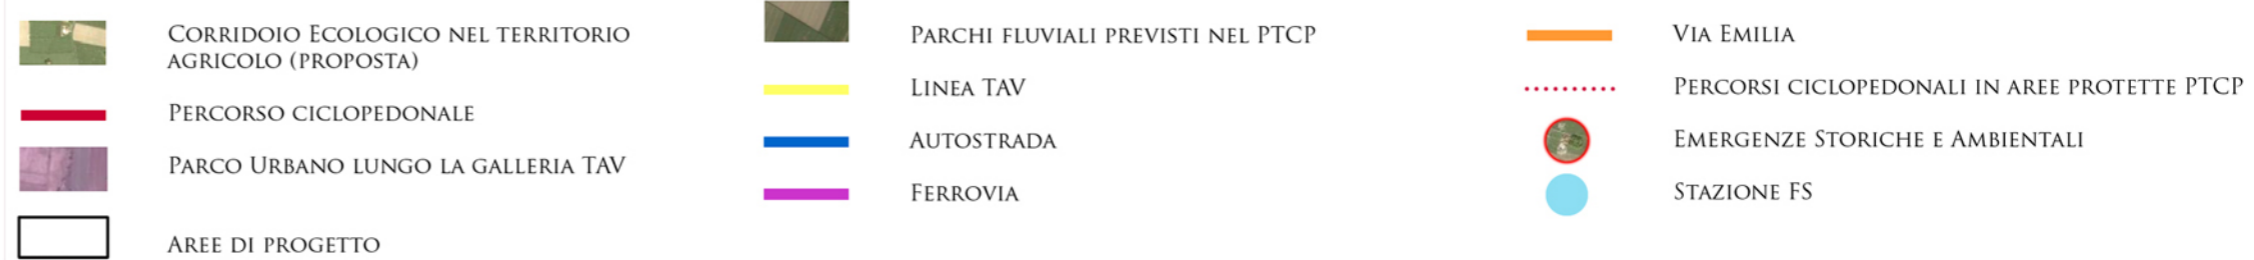 Corridoio Ecologico nel territorio
agricolo (proposta)
Percorso ciclopedonale
Parco Urbano lungo la galleria TAV
Aree di progetto
Parchi fluviali previsti nel PTCP
Linea TAV
Autostrada
Ferrovia
Via Emilia
Percorsi ciclopedonali in aree protette PTCP
Emergenze Storiche e Ambientali
Stazione FS